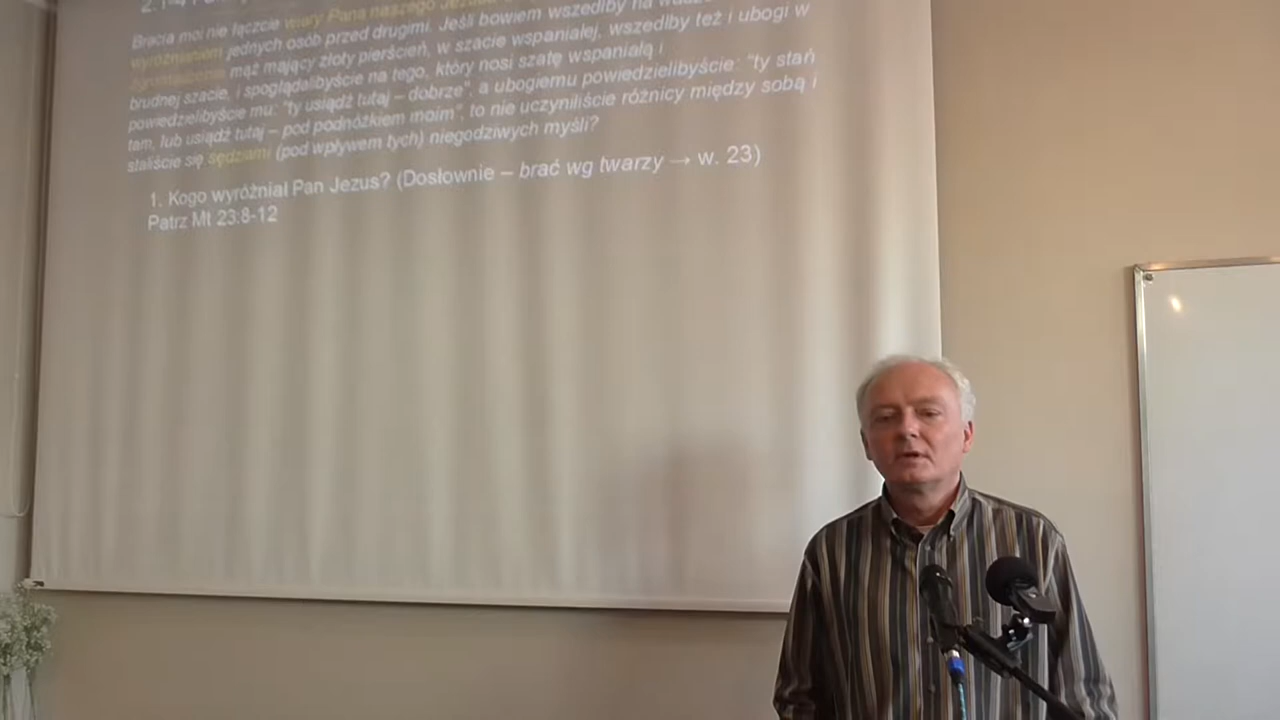 Bracia moi nie łączcie wiary Pana naszego
wyróżnianiem jednych osób przed drugimi. Jeśli bowiem wszedłby na
mąż mający złoty pierścień, w szacie wspaniałej, wszedłby też i ubogi w
brudnej szacie, i spoglądalibyście na tego, który nosi szatę wspaniałą i
powiedzielibyście mu: "ty usiądź tutaj – dobrze", a ubogiemu powiedzielibyście: "ty stań
tam, lub usiądź tutaj – pod podnóżkiem moim", to nie uczyniliście różnicy między sobą i
staliście się sędziami (pod wpływem tych) niegodziwych myśli?
1. Kogo wyróżniał Pan Jezus? (Dosłownie – brać wg twarzy → w. 23)
Patrz Mt 23:8-12